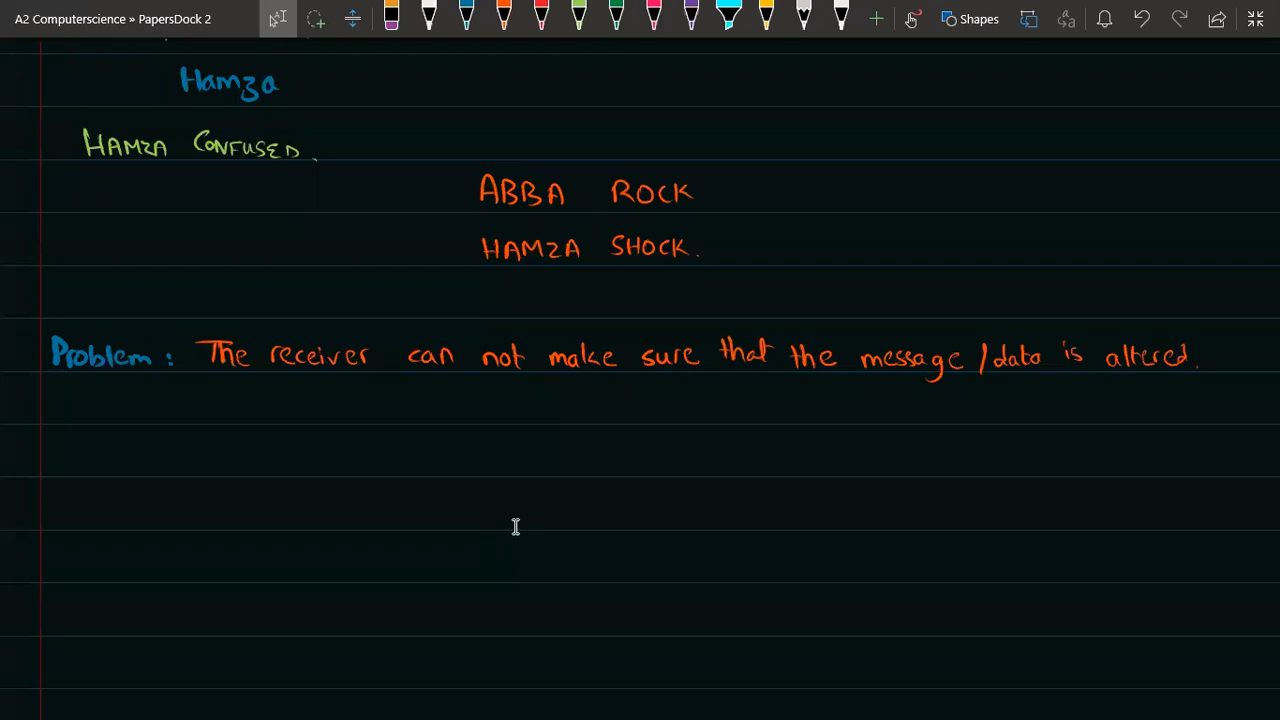 A2 Computerscience » PapersDock 2
Shapes
Hamza
HAMZA CONFUSED.
ABBA ROCK
HAMZA SHOCK.
Problem: The receiver can not make sure that the message/data is altered.